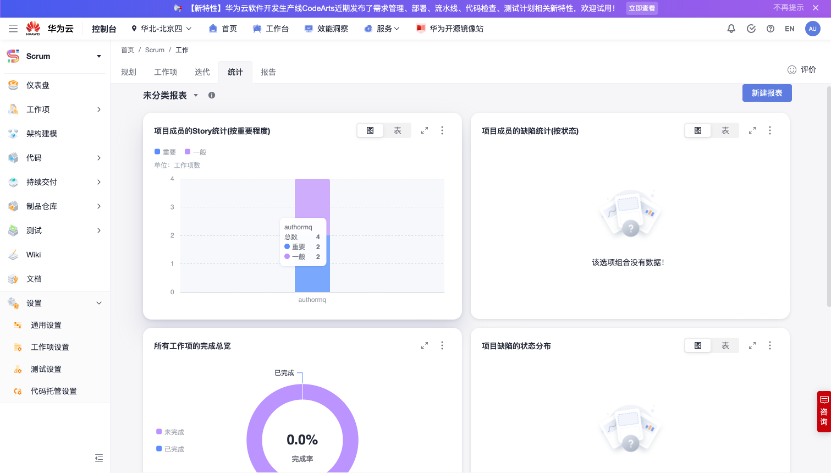 【新特性】华为云软件开发生产线CodeArts近期发布了需求管理、部署、流水线、代码检查、测试计划相关新特性，欢迎试用！ 立即查看 不再提示
华为云 控制台 华北-北京四 首页 工作台 效能洞察 服务 华为开源镜像站 EN AU
HUAWEI
首页 / Scrum / 工作
Scrum
规划 工作项 迭代 统计 报告 评价
仪表盘
工作项
架构建模
代码
持续交付
制品仓库
测试
Wiki
文档
设置
通用设置
工作项设置
测试设置
代码托管设置
未分类报表 新建报表
项目成员的Story统计(按重要程度) 图 表
重要 一般
单位：工作项数
4
3
2
1
0
authormq
总数 4
重要 2
一般 2
authormq
项目成员的缺陷统计(按状态) 图 表
?
该选项组合没有数据!
所有工作项的完成总览
已完成
未完成
已完成
0.0%
完成率
项目缺陷的状态分布 图 表
?
咨
询